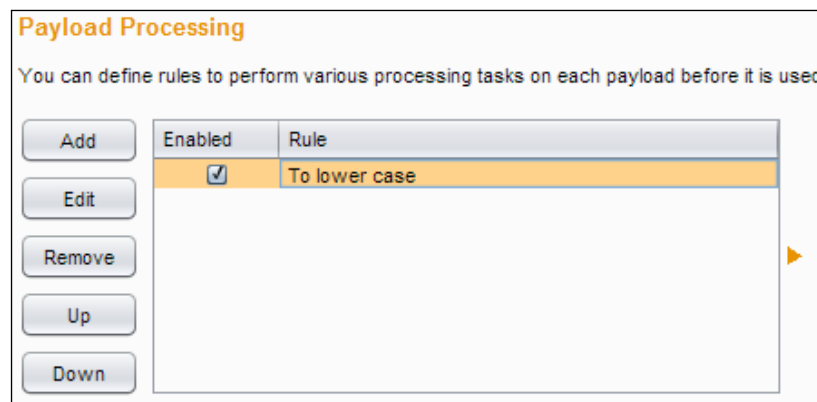 Payload Processing
You can define rules to perform various processing tasks on each payload before it is used
Add
Enabled Rule
To lower case
Edit
Remove
Up
Down